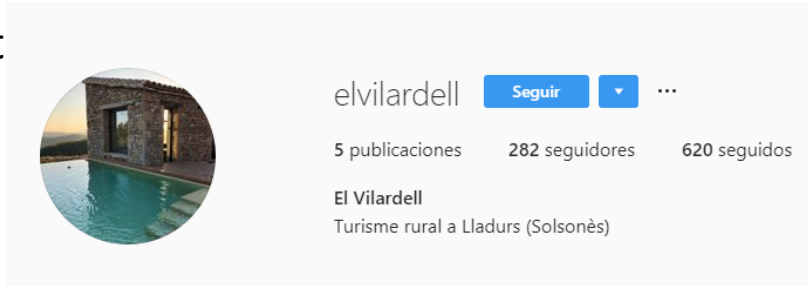 elvilardell Seguir ...
5 publicaciones 282 seguidores 620 seguidos
El Vilardell
Turisme rural a Lladurs (Solsonès)